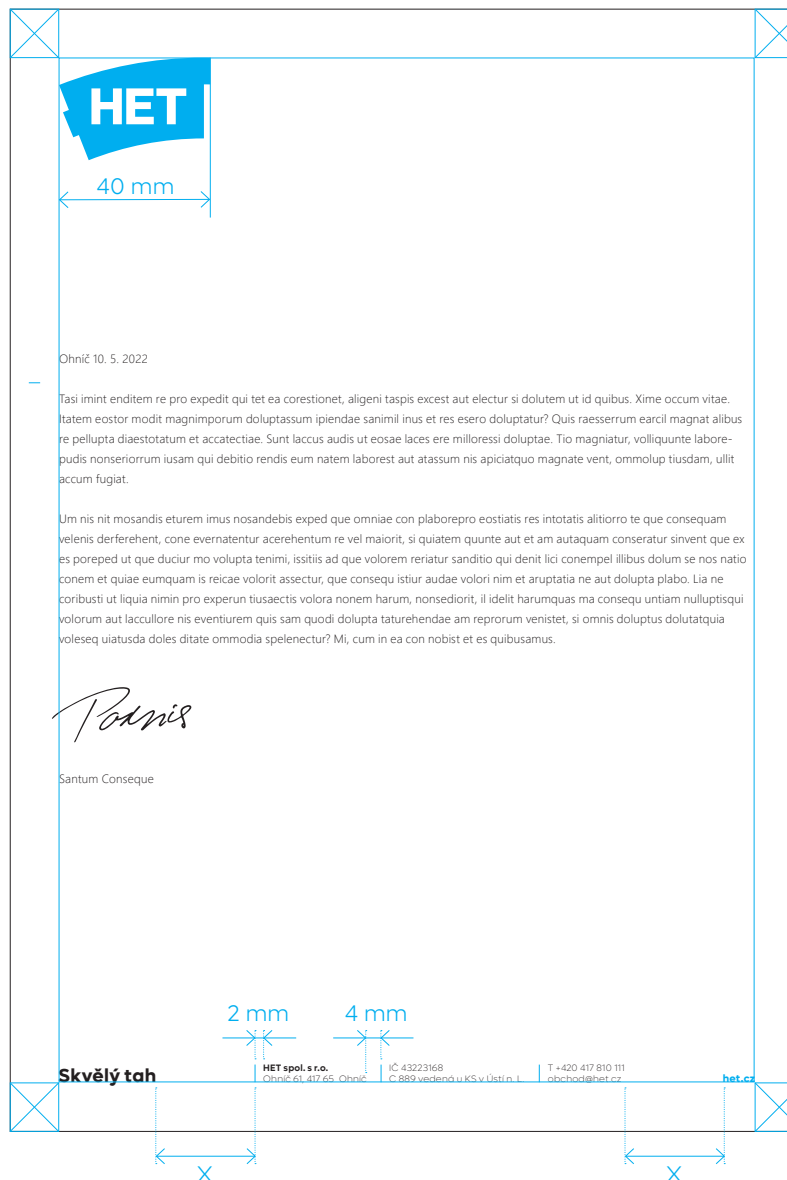 HET
40 mm
Ohníč 10. 5. 2022
Tasi imint enditem re pro expedit qui tet ea corestionet, aligeni taspis excest aut electur si dolutem ut id quibus. Xime occum vitae.
Itatem eostor modit magnimporum doluptassum ipiendae sanimil inus et res esero doluptatur? Quis raesserrum earcil magnat alibus
re pellupta diaestotatum et accatectiae. Sunt laccus audis ut eosae laces ere milloressi doluptae. Tio magniatur, volliquunte labore-
pudis nonseriorrum iusam qui debitio rendis eum natem laborest aut atassum nis apiciatquo magnate vent, ommolup tiusdam, ullit
accum fugiat.
Um nis nit mosandis eturem imus nosandebis exped que omniae con plaborepro eostiatis res intotatis alitiorro te que consequam
velenis derferehent, cone evernatentur acerehentum re vel maiorit, si quiatem quunte aut et am autaquam conseratur sinvent que ex
es poreped ut que duciur mo volupta tenimi, issitiis ad que volorem reriatur sanditio qui denit lici conempel illibus dolum se nos natio
conem et quiae eumquam is reicae volorit assectur, que consequ istiur audae volori nim et aruptatia ne aut dolupta plabo. Lia ne
coribusti ut liquia nimin pro experun tiusaectis volora nonem harum, nonsediorit, il idelit harumquas ma consequ untiam nulluptisqui
volorum aut laccullore nis eventiurem quis sam quodi dolupta taturehendae am reprorum venistet, si omnis doluptus dolutatquia
voleseq uiatusda doles ditate ommodia spelenectur? Mi, cum in ea con nobist et es quibusamus.
Podpis
Santum Conseque
2 mm 4 mm
Skvělý tah
HET spol. s r.o.
Ohníč 61, 417 65, Ohníč
IČ 43223168
C 889 vedená u KS v Ústí n. L.
T +420 417 810 111
obchod@het.cz
het.cz
X X